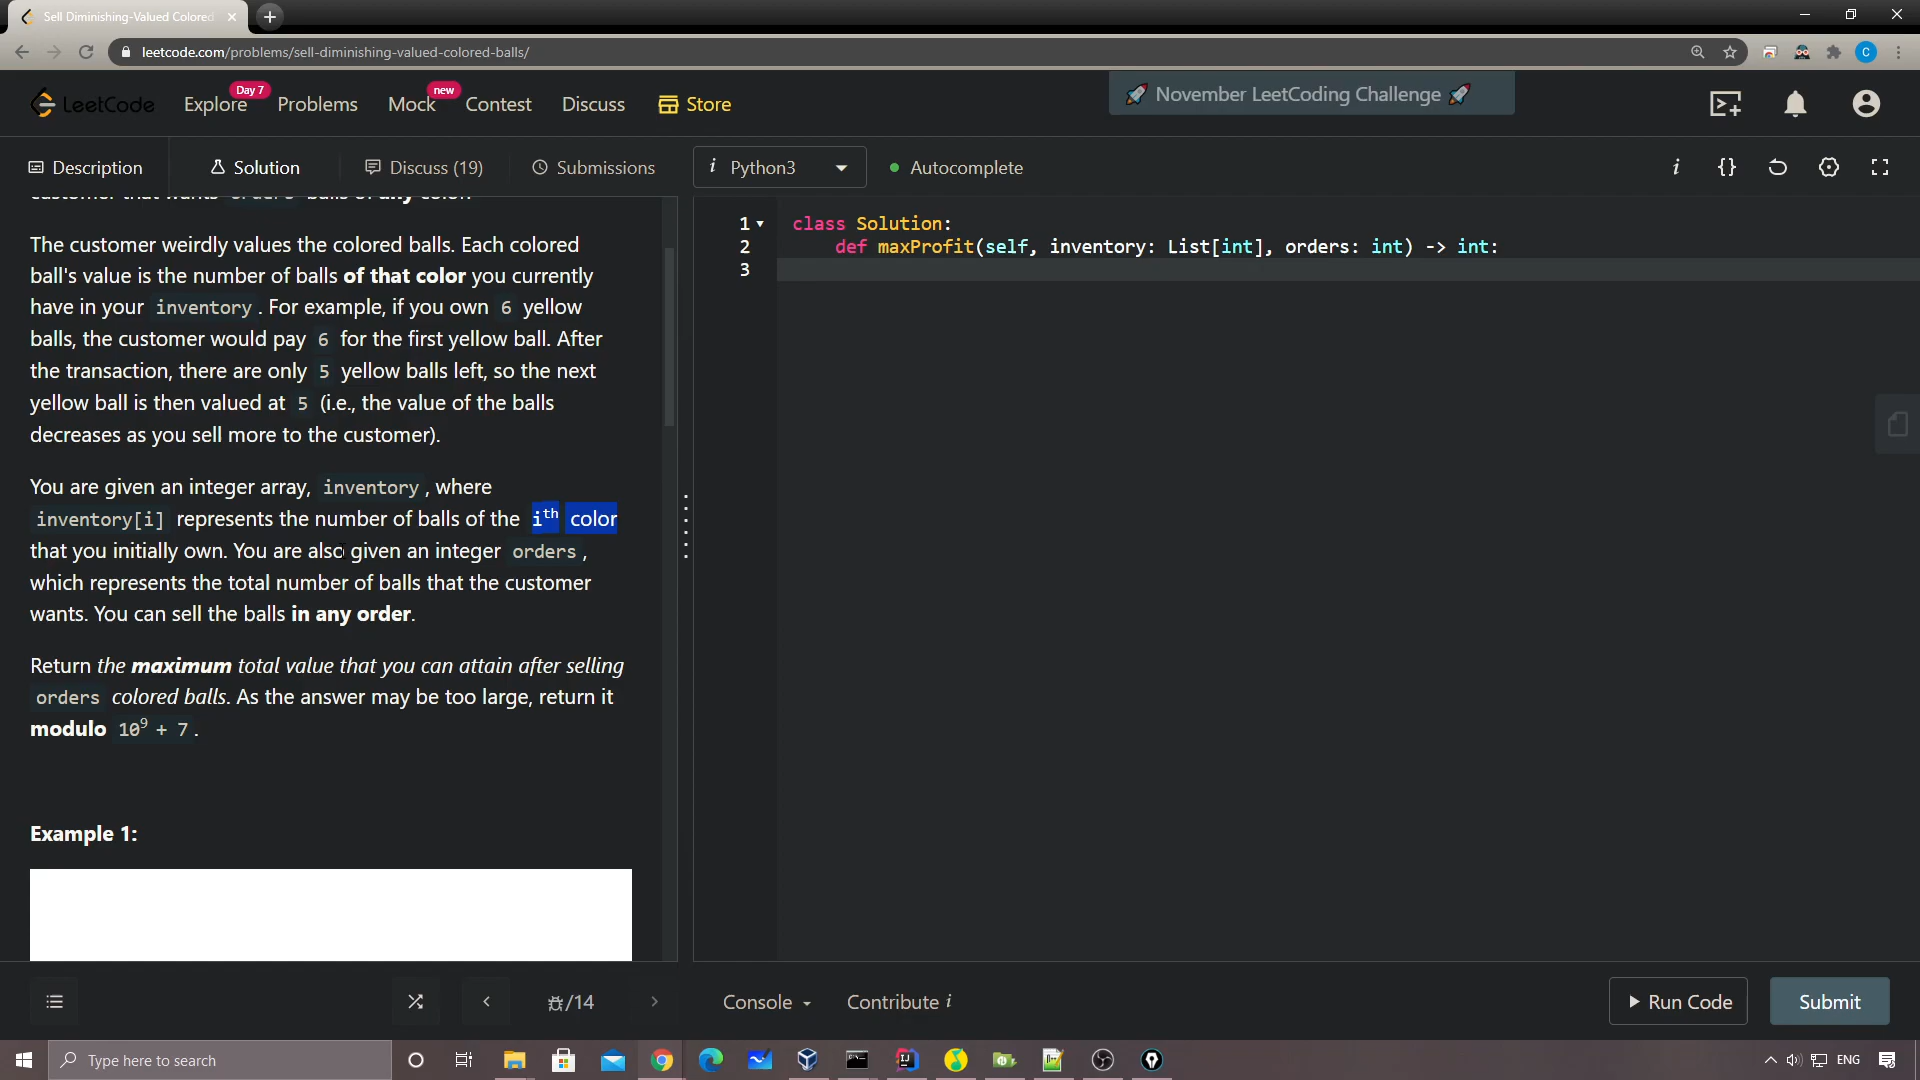 Sell Diminishing-Valued Colored
leetcode.com/problems/sell-diminishing-valued-colored-balls/
C
LeetCode
Explore
Day 7
Problems
Mock
new
Contest
Discuss
Store
🚀 November LeetCoding Challenge 🚀
Description
Solution
Discuss (19)
Submissions
i Python3
Autocomplete
i {}
customer that wants orders balls of any color.
The customer weirdly values the colored balls. Each colored
ball's value is the number of balls of that color you currently
have in your inventory. For example, if you own 6 yellow
balls, the customer would pay 6 for the first yellow ball. After
the transaction, there are only 5 yellow balls left, so the next
yellow ball is then valued at 5 (i.e., the value of the balls
decreases as you sell more to the customer).
You are given an integer array, inventory, where
inventory[i] represents the number of balls of the iᵗʰ color
that you initially own. You are also given an integer orders,
which represents the total number of balls that the customer
wants. You can sell the balls in any order.
Return the maximum total value that you can attain after selling
orders colored balls. As the answer may be too large, return it
modulo 10⁹ + 7.
Example 1:
1 class Solution:
2 def maxProfit(self, inventory: List[int], orders: int) -> int:
3
/14
Console
Contribute i
Run Code
Submit
Type here to search
ENG